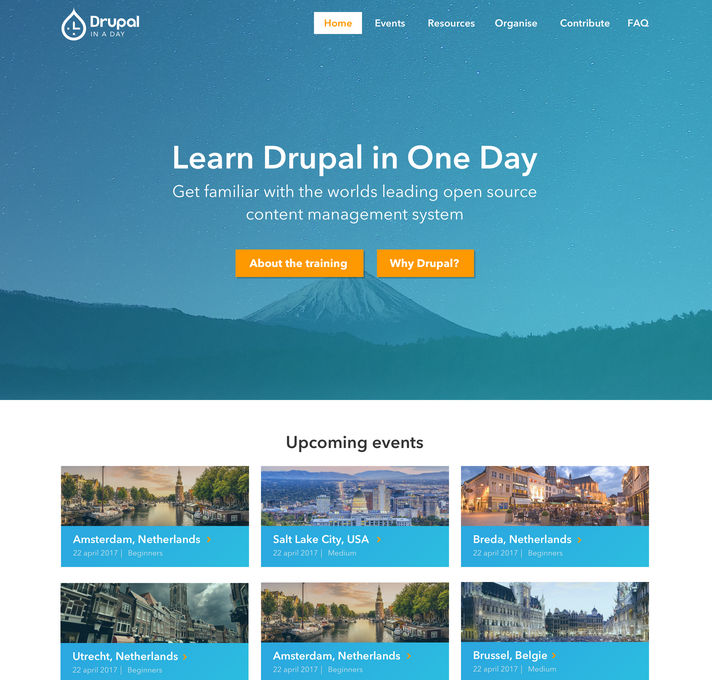 Drupal
IN A DAY
Home Events Resources Organise Contribute FAQ
Learn Drupal in One Day
Get familiar with the worlds leading open source
content management system
About the training Why Drupal?
Upcoming events
Amsterdam, Netherlands > Salt Lake City, USA > Breda, Netherlands >
22 april 2017 | Beginners 22 april 2017 | Medium 22 april 2017 | Beginners
Utrecht, Netherlands > Amsterdam, Netherlands > Brussel, Belgie >
22 april 2017 | Beginners 22 april 2017 | Beginners 22 april 2017 | Medium